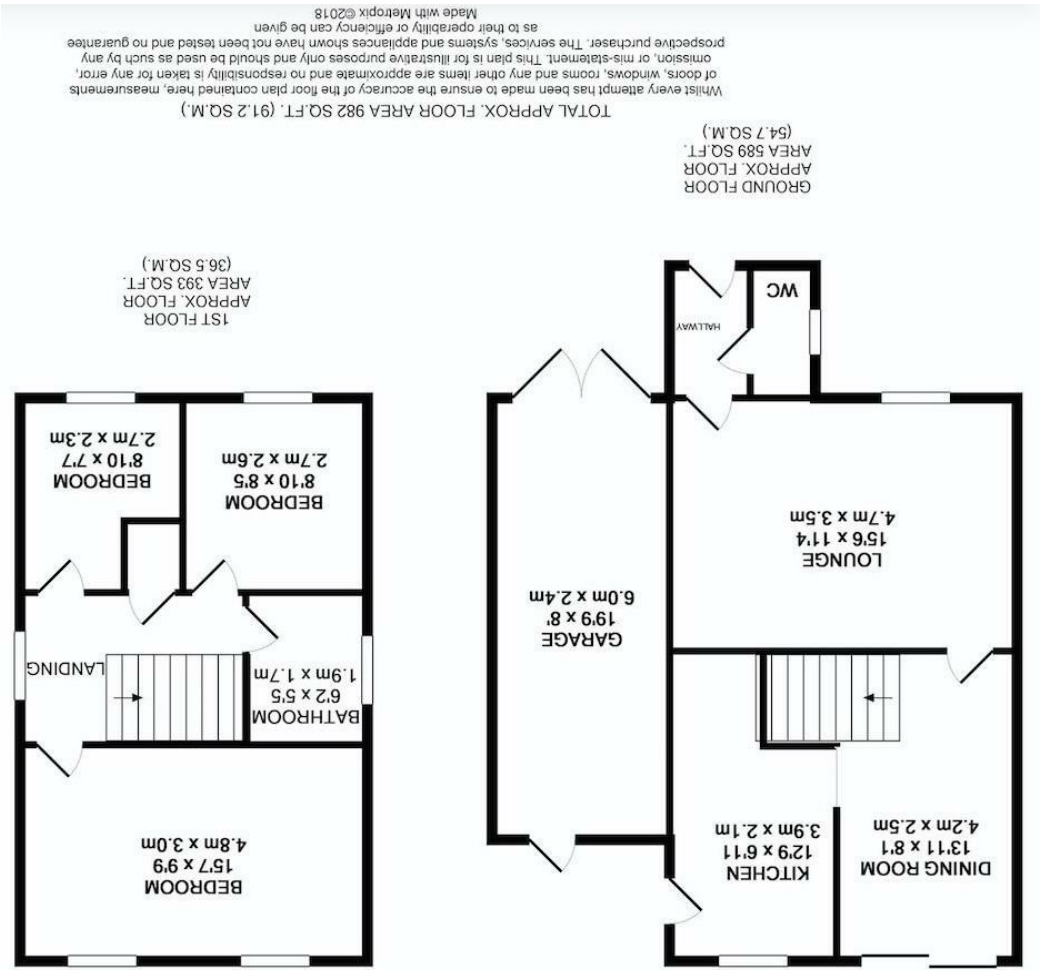 DINING ROOM
13'11 x 8'1
4.2m x 2.5m
KITCHEN
12'9 x 6'11
3.9m x 2.1m
LOUNGE
15'6 x 11'4
4.7m x 3.5m
GARAGE
19'9 x 8'
6.0m x 2.4m
WC
HALLWAY
GROUND FLOOR
APPROX. FLOOR
AREA 589 SQ.FT.
(54.7 SQ.M.)
BEDROOM
15'7 x 9'9
4.8m x 3.0m
BATHROOM
6'2 x 5'5
1.9m x 1.7m
LANDING
BEDROOM
8'10 x 8'5
2.7m x 2.6m
BEDROOM
8'10 x 7'7
2.7m x 2.3m
1ST FLOOR
APPROX. FLOOR
AREA 393 SQ.FT.
(36.5 SQ.M.)
TOTAL APPROX. FLOOR AREA 982 SQ.FT. (91.2 SQ.M.)
Whilst every attempt has been made to ensure the accuracy of the floor plan contained here, measurements
of doors, windows, rooms and any other items are approximate and no responsibility is taken for any error,
omission, or mis-statement. This plan is for illustrative purposes only and should be used as such by any
prospective purchaser. The services, systems and appliances shown have not been tested and no guarantee
as to their operability or efficiency can be given
Made with Metropix ©2018